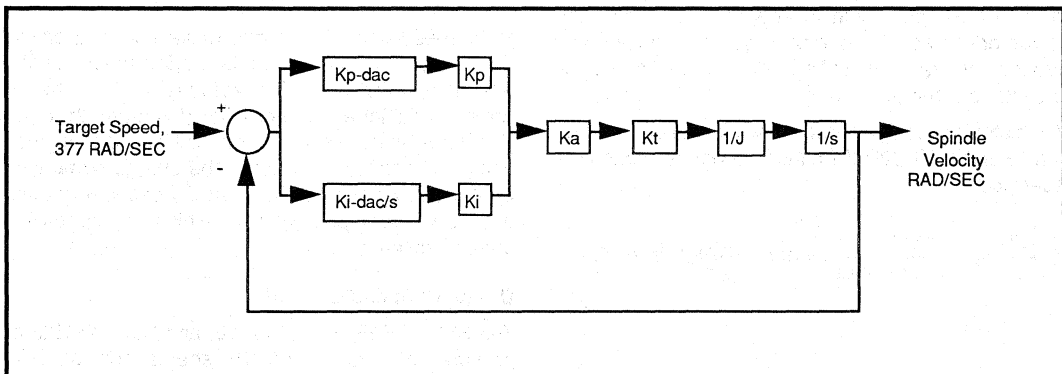 Kp-dac
Kp
+
Target Speed,
377 RAD/SEC
-
Ka
Kt
1/J
1/s
Spindle
Velocity
RAD/SEC
Ki-dac/s
Ki